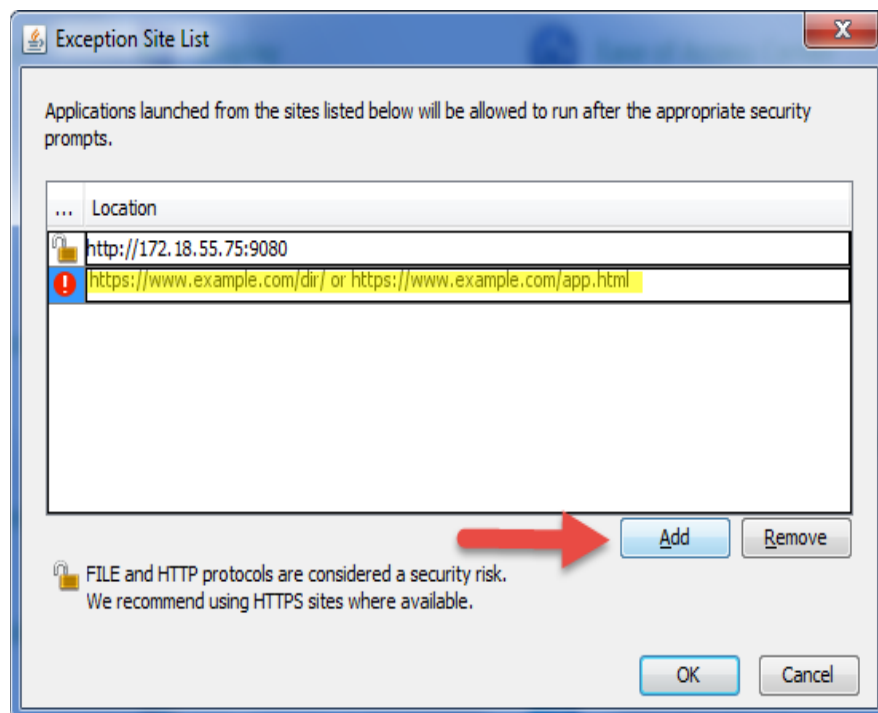 Exception Site List
X
Applications launched from the sites listed below will be allowed to run after the appropriate security
prompts.
... Location
http://172.18.55.75:9080
https://www.example.com/dir/ or https://www.example.com/app.html
Add Remove
FILE and HTTP protocols are considered a security risk.
We recommend using HTTPS sites where available.
OK Cancel